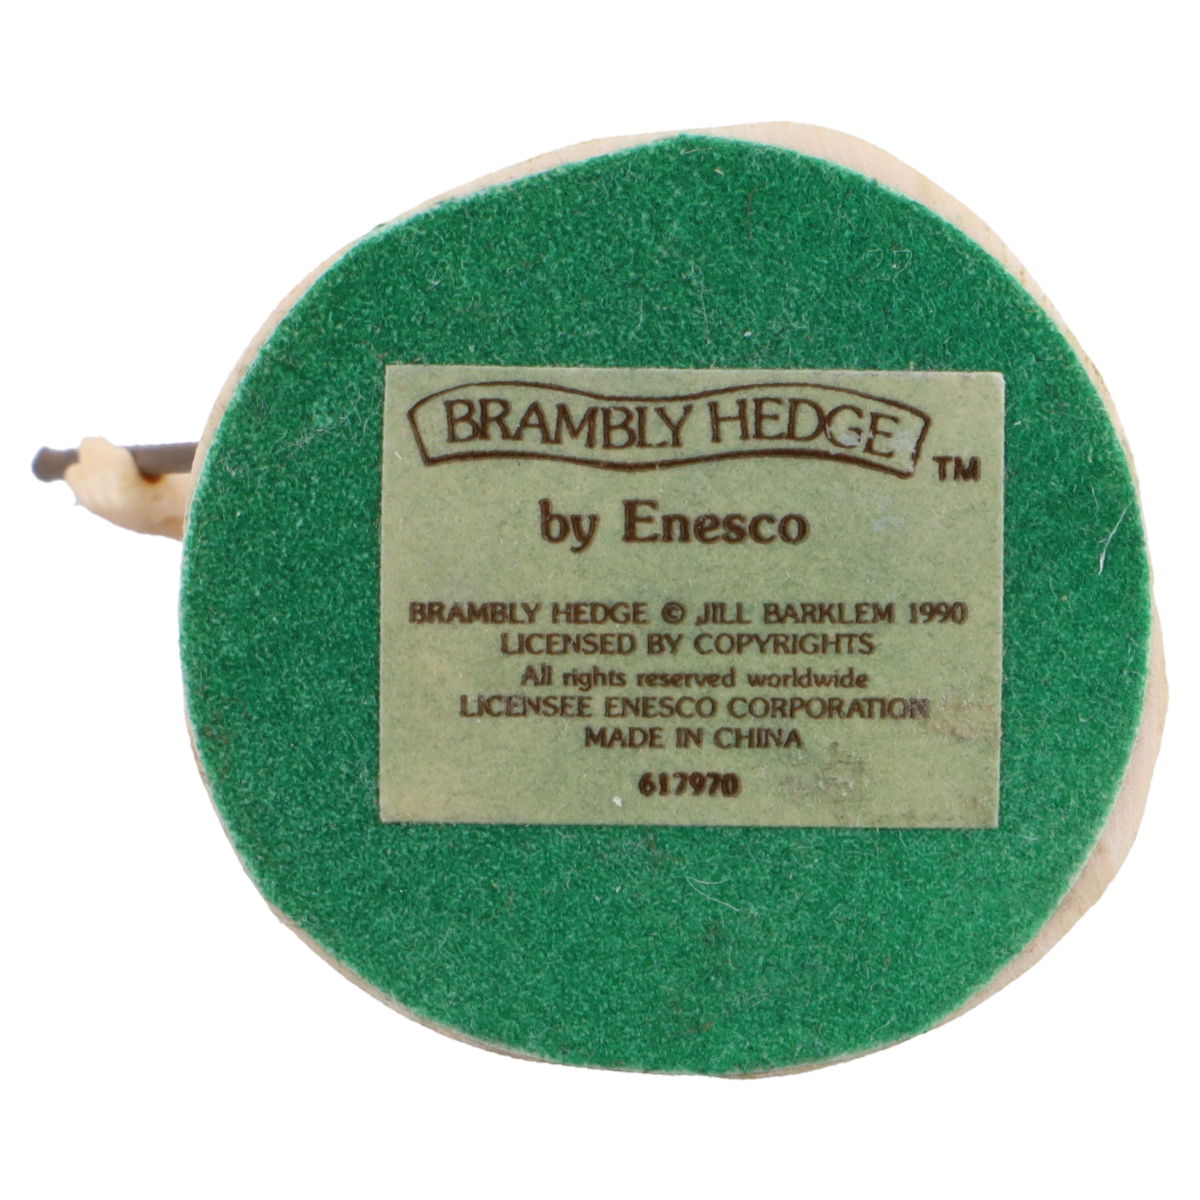 BRAMBLY HEDGE TM
by Enesco
BRAMBLY HEDGE © JILL BARKLEM 1990
LICENSED BY COPYRIGHTS
All rights reserved worldwide
LICENSEE ENESCO CORPORATION
MADE IN CHINA
617970